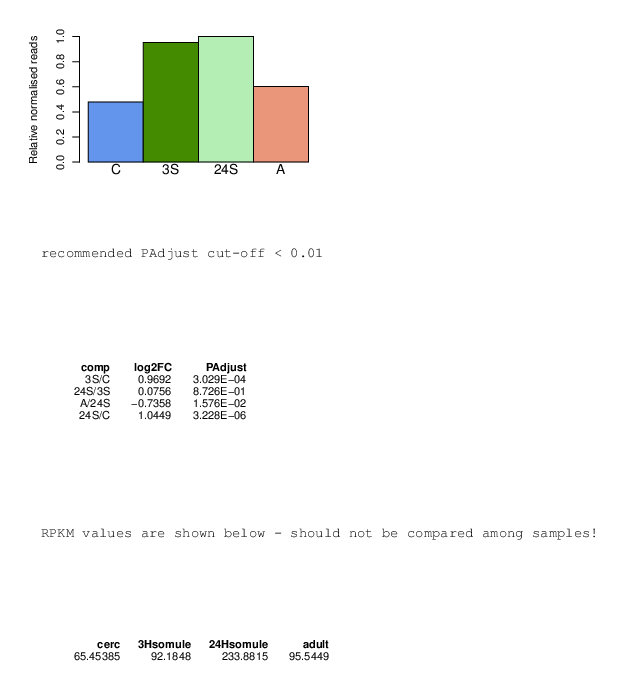 Relative normalised reads
1.0
0.8
0.6
0.4
0.2
0.0
C 3S 24S A
recommended PAdjust cut-off < 0.01
comp log2FC PAdjust
3S/C 0.9692 3.029E−04
24S/3S 0.0756 8.726E−01
A/24S −0.7358 1.576E−02
24S/C 1.0449 3.228E−06
RPKM values are shown below - should not be compared among samples!
cerc 3Hsomule 24Hsomule adult
65.45385 92.1848 233.8815 95.5449